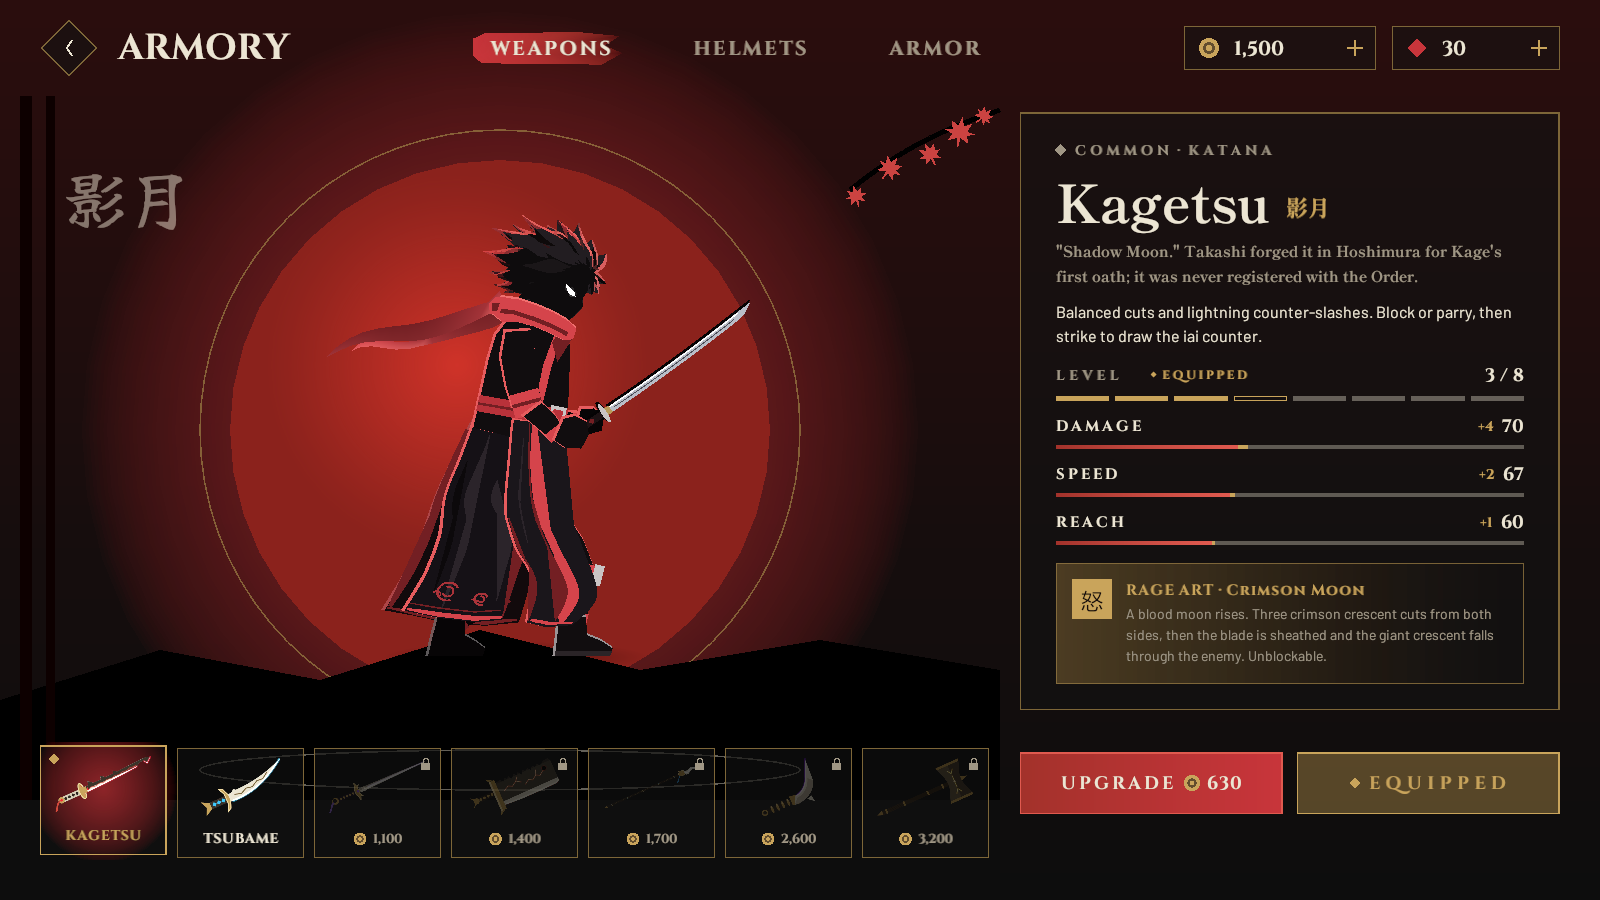 ARMORY
WEAPONS
HELMETS
ARMOR
1,500
30
影月
COMMON · KATANA
Kagetsu 影月
"Shadow Moon." Takashi forged it in Hoshimura for Kage's
first oath; it was never registered with the Order.
Balanced cuts and lightning counter-slashes. Block or parry, then
strike to draw the iai counter.
LEVEL EQUIPPED 3 / 8
DAMAGE +4 70
SPEED +2 67
REACH +1 60
怒
RAGE ART · Crimson Moon
A blood moon rises. Three crimson crescent cuts from both
sides, then the blade is sheathed and the giant crescent falls
through the enemy. Unblockable.
KAGETSU
TSUBAME
1,100
1,400
1,700
2,600
3,200
UPGRADE 630
EQUIPPED